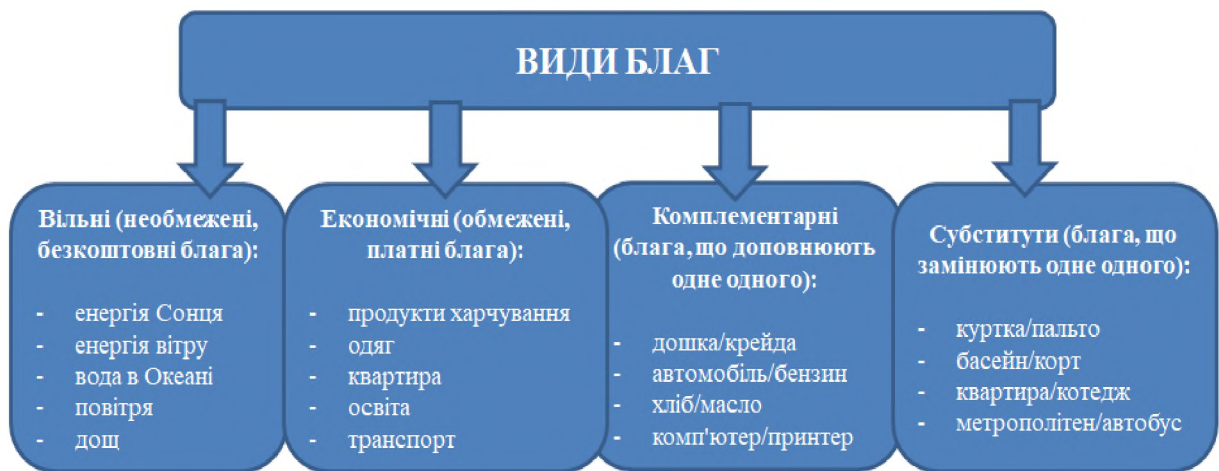 ВИДИ БЛАГ
Вільні (необмежені,
безкоштовні блага):
- енергія Сонця
- енергія вітру
- вода в Океані
- повітря
- дощ
Економічні (обмежені,
платні блага):
- продукти харчування
- одяг
- квартира
- освіта
- транспорт
Комплементарні
(блага, що доповнюють
одне одного):
- дошка/крейда
- автомобіль/бензин
- хліб/масло
- комп'ютер/принтер
Субститути (блага, що
замінюють одне одного):
- куртка/пальто
- басейн/корт
- квартира/котедж
- метрополітен/автобус